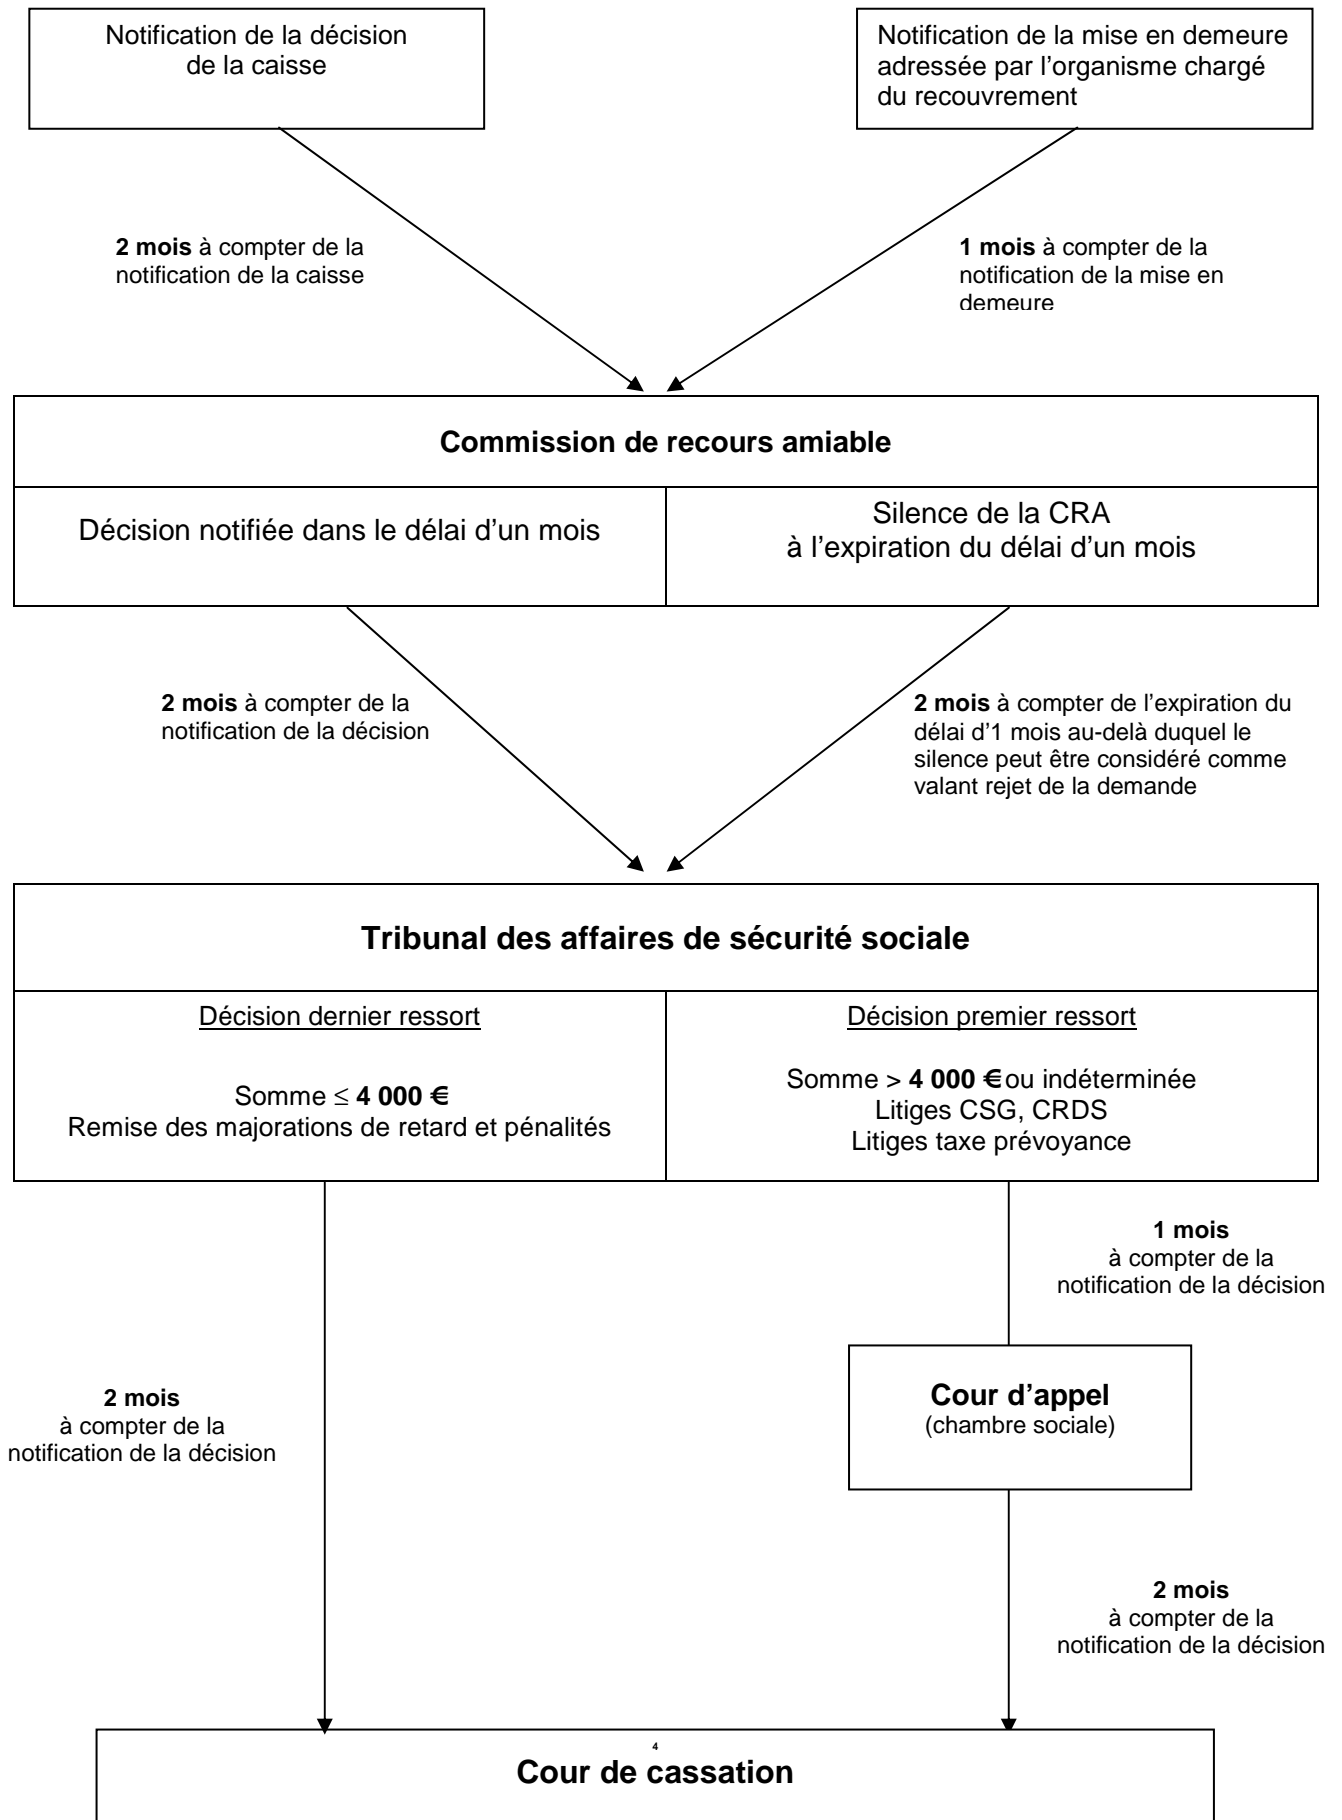 Notification de la décision
de la caisse
Notification de la mise en demeure
adressée par l'organisme chargé
du recouvrement
2 mois à compter de la
notification de la caisse
1 mois à compter de la
notification de la mise en
demeure
Commission de recours amiable
Décision notifiée dans le délai d'un mois
Silence de la CRA
à l'expiration du délai d'un mois
2 mois à compter de la
notification de la décision
2 mois à compter de l'expiration du
délai d'1 mois au-delà duquel le
silence peut être considéré comme
valant rejet de la demande
Tribunal des affaires de sécurité sociale
Décision dernier ressort
Somme ≤ 4 000 €
Remise des majorations de retard et pénalités
Décision premier ressort
Somme > 4 000 € ou indéterminée
Litiges CSG, CRDS
Litiges taxe prévoyance
1 mois
à compter de la
notification de la décision
2 mois
à compter de la
notification de la décision
Cour d'appel
(chambre sociale)
2 mois
à compter de la
notification de la décision
4
Cour de cassation